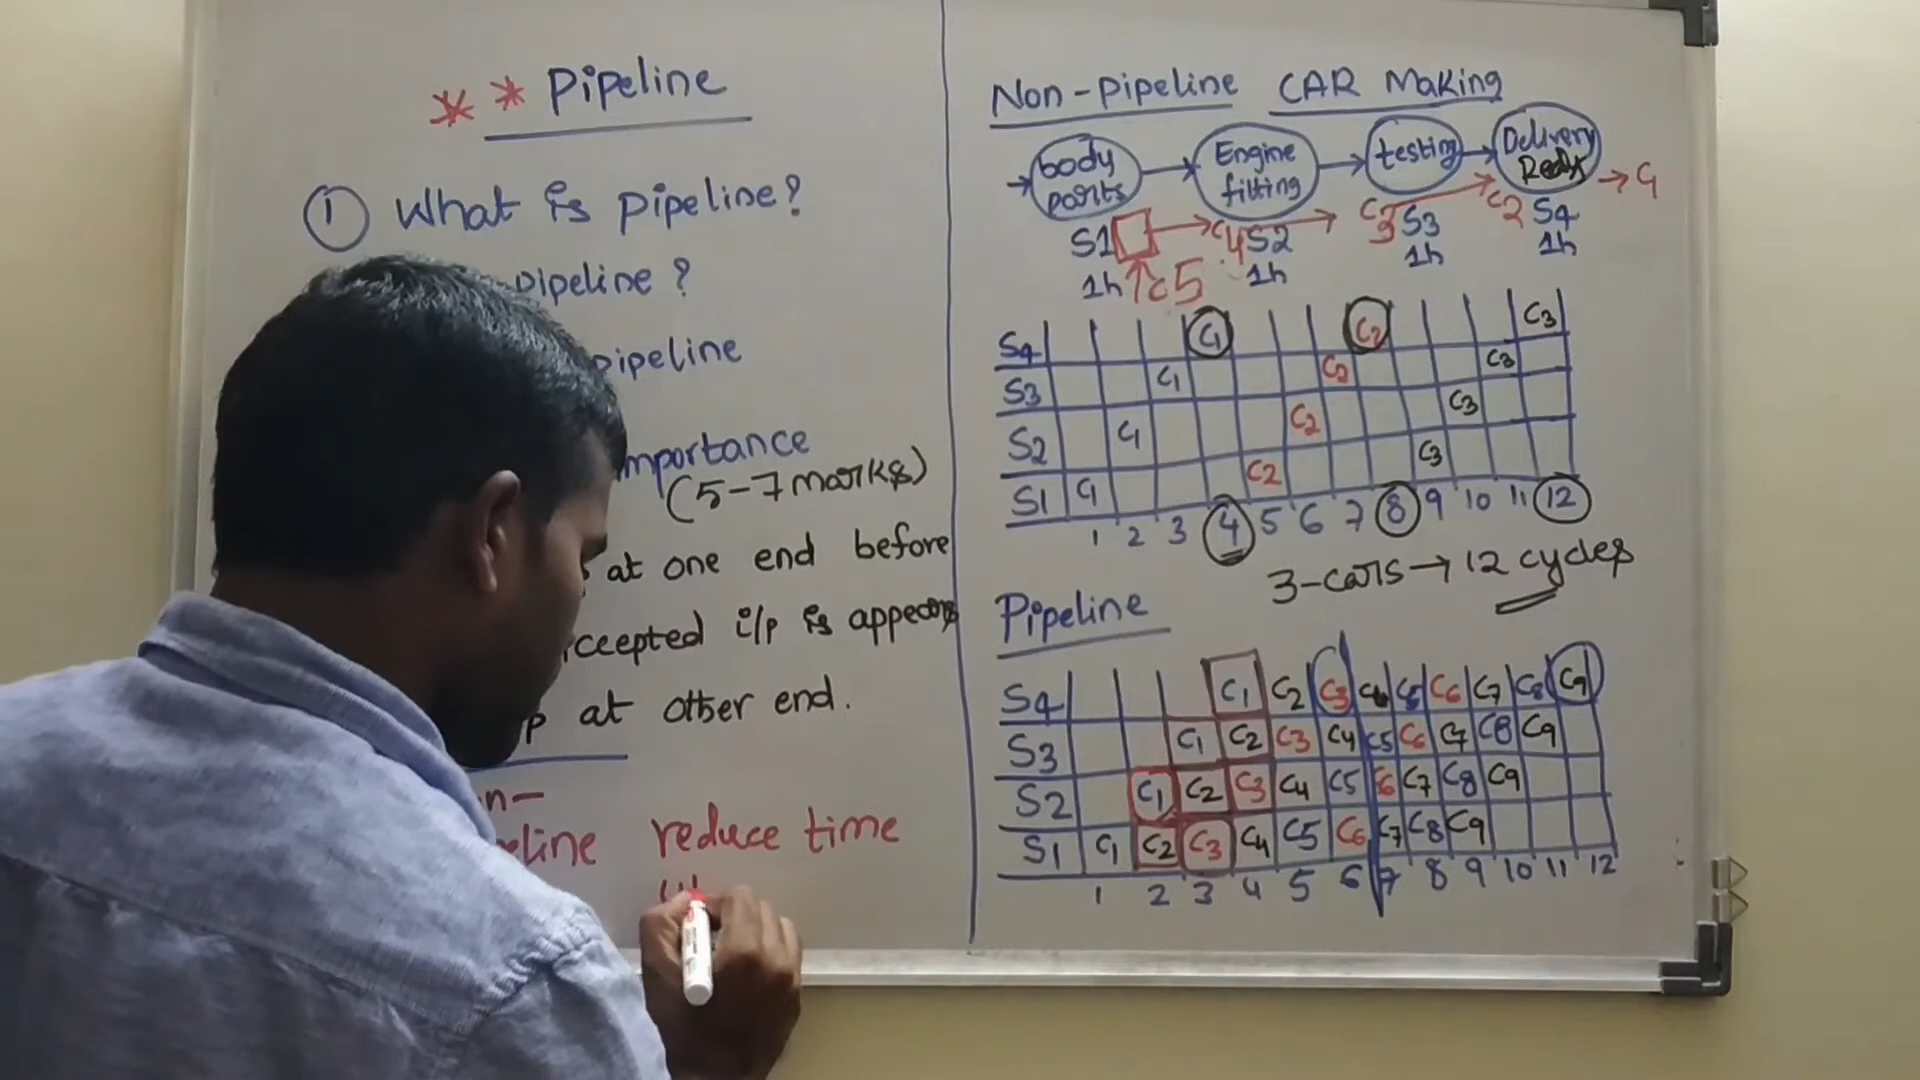 ** Pipeline
① What is pipeline?
pipeline?
pipeline
mportance
(5-7 marks)
at one end before
ccepted i/p is appears
p at other end.
n-
eline reduce time
Non-Pipeline CAR Making
body parts → Engine fitting → testing → Delivery Ready → C1
S1 C4 S2 C3 S3 C2 S4
1h C5 1h 1h 1h
S4 C1 C2 C3
S3 C1 C2 C3
S2 C1 C2 C3
S1 C1 C2 C3
1 2 3 4 5 6 7 8 9 10 11 12
3-cars → 12 cycles
Pipeline
S4 C1 C2 C3 C4 C5 C6 C7 C8 C9
S3 C1 C2 C3 C4 C5 C6 C7 C8 C9
S2 C1 C2 C3 C4 C5 C6 C7 C8 C9
S1 C1 C2 C3 C4 C5 C6 C7 C8 C9
1 2 3 4 5 6 7 8 9 10 11 12